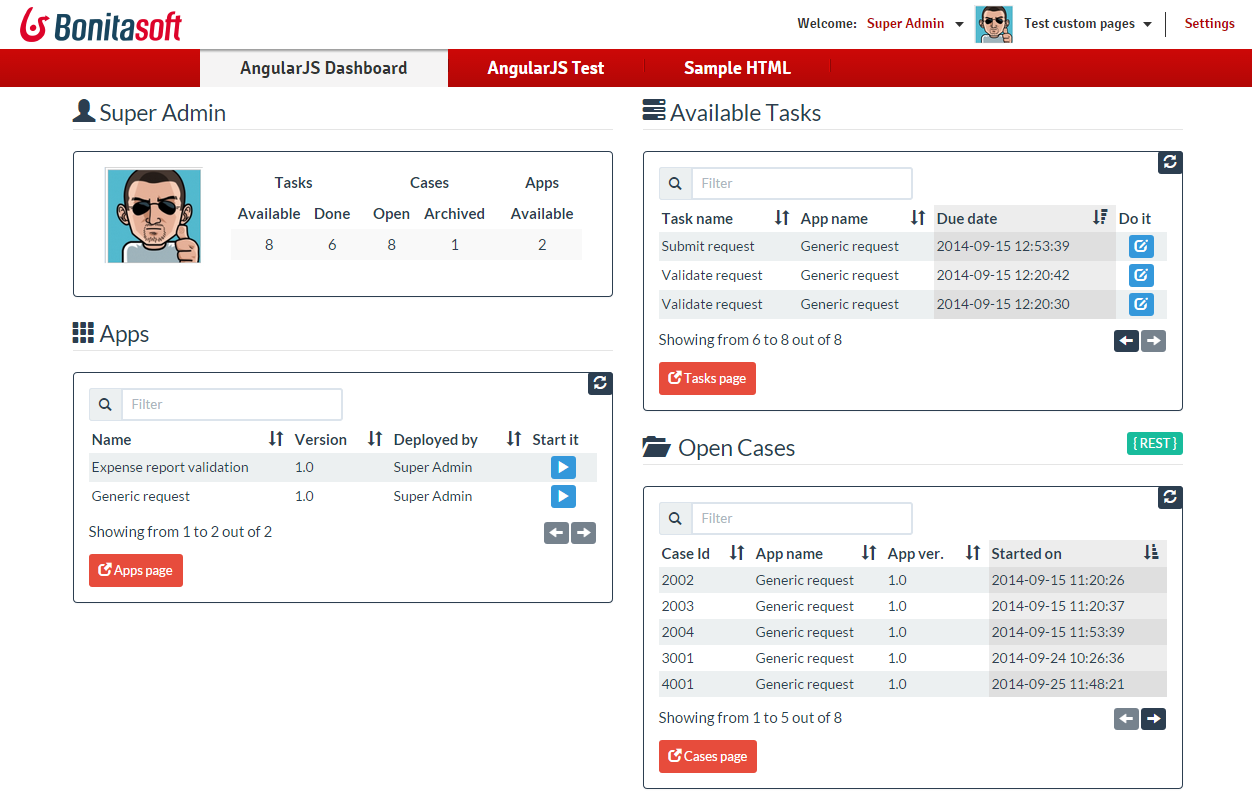 Bonitasoft
Welcome: Super Admin Test custom pages Settings
AngularJS Dashboard AngularJS Test Sample HTML
Super Admin
Tasks Cases Apps
Available Done Open Archived Available
8 6 8 1 2
Apps
Filter
Name Version Deployed by Start it
Expense report validation 1.0 Super Admin
Generic request 1.0 Super Admin
Showing from 1 to 2 out of 2
Apps page
Available Tasks
Filter
Task name App name Due date Do it
Submit request Generic request 2014-09-15 12:53:39
Validate request Generic request 2014-09-15 12:20:42
Validate request Generic request 2014-09-15 12:20:30
Showing from 6 to 8 out of 8
Tasks page
Open Cases {REST}
Filter
Case Id App name App ver. Started on
2002 Generic request 1.0 2014-09-15 11:20:26
2003 Generic request 1.0 2014-09-15 11:20:37
2004 Generic request 1.0 2014-09-15 11:53:39
3001 Generic request 1.0 2014-09-24 10:26:36
4001 Generic request 1.0 2014-09-25 11:48:21
Showing from 1 to 5 out of 8
Cases page